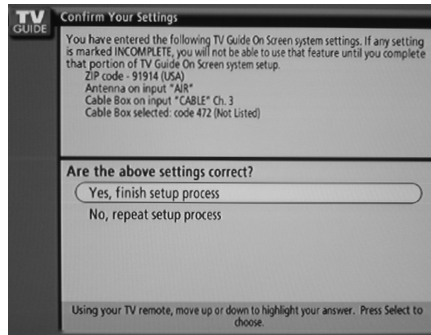 TV
GUIDE
Confirm Your Settings
You have entered the following TV Guide On Screen system settings. If any setting
is marked INCOMPLETE, you will not be able to use that feature until you complete
that portion of TV Guide On Screen system setup.
ZIP code - 91914 (USA)
Antenna on input "AIR"
Cable Box on input "CABLE" Ch. 3
Cable Box selected: code 472 (Not Listed)
Are the above settings correct?
Yes, finish setup process
No, repeat setup process
Using your TV remote, move up or down to highlight your answer. Press Select to
choose.